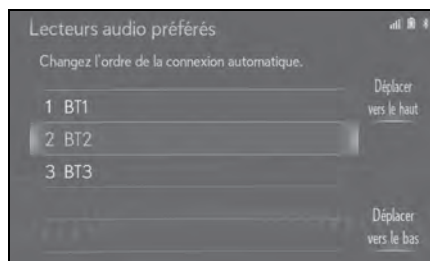 Lecteurs audio préférés
Changez l'ordre de la connexion automatique.
Déplacer
vers le haut
1 BT1
2 BT2
3 BT3
Déplacer
vers le bas